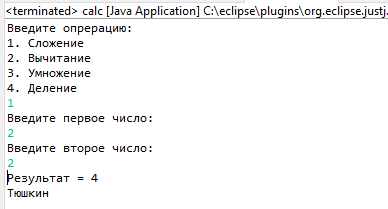 <terminated> calc [Java Application] C:\eclipse\plugins\org.eclipse.justj.
Введите опрерацию:
1. Сложение
2. Вычитание
3. Умножение
4. Деление
1
Введите первое число:
2
Введите второе число:
2
Результат = 4
Тюшкин